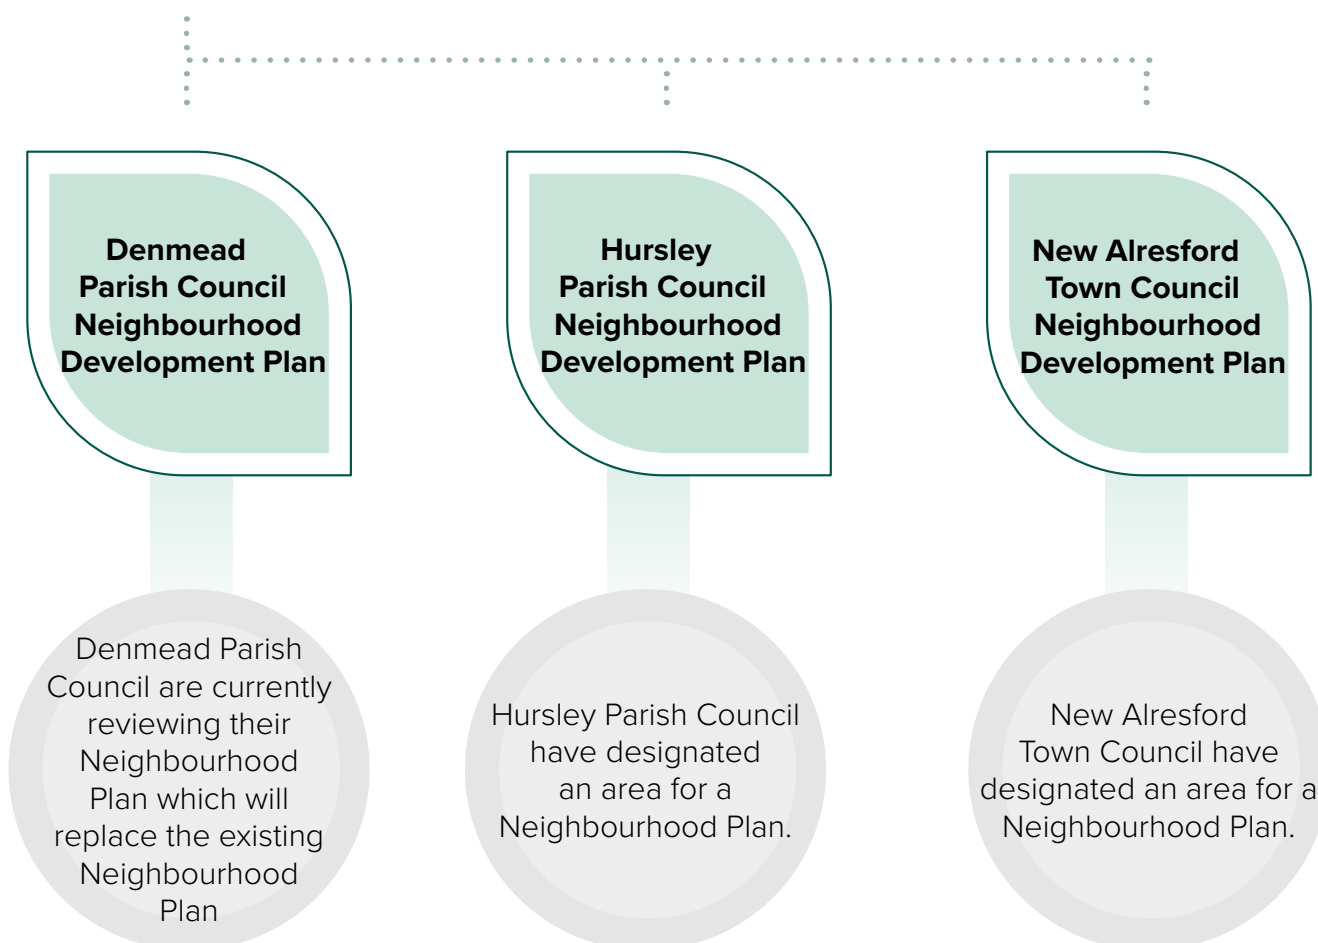 Denmead
Parish Council
Neighbourhood
Development Plan
Hursley
Parish Council
Neighbourhood
Development Plan
New Alresford
Town Council
Neighbourhood
Development Plan
Denmead Parish
Council are currently
reviewing their
Neighbourhood
Plan which will
replace the existing
Neighbourhood
Plan
Hursley Parish Council
have designated
an area for a
Neighbourhood Plan.
New Alresford
Town Council have
designated an area for a
Neighbourhood Plan.